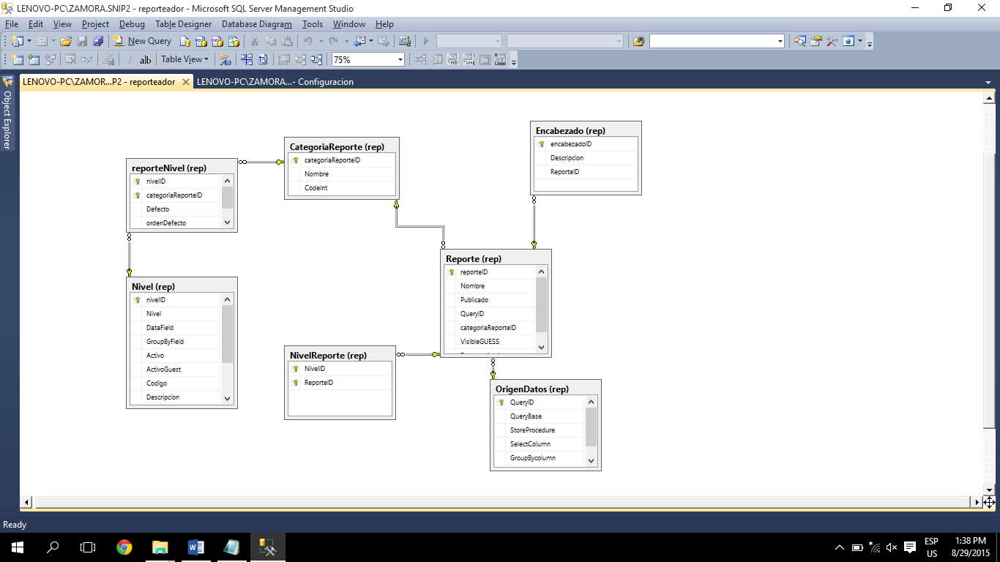 LENOVO-PC\ZAMORA.SNIP2 - reporteador - Microsoft SQL Server Management Studio
File Edit View Project Debug Table Designer Database Diagram Tools Window Help
New Query
Table View 75%
LENOVO-PC\ZAMOR...P2 - reporteador
LENOVO-PC\ZAMORA...- Configuracion
Object Explorer
reporteNivel (rep)
nivelID
categoriaReporteID
Defecto
ordenDefecto
CategoriaReporte (rep)
categoriaReporteID
Nombre
CodeInt
Encabezado (rep)
encabezadoID
Descripcion
ReporteID
Nivel (rep)
nivelID
Nivel
DataField
GroupByField
Activo
ActivoGuest
Codigo
Descripcion
Reporte (rep)
reporteID
Nombre
Publicado
QueryID
categoriaReporteID
VisibleGUESS
NivelReporte (rep)
NivelID
ReporteID
OrigenDatos (rep)
QueryID
QueryBase
StoreProcedure
SelectColumn
GroupBycolumn
Ready
ESP
US
1:38 PM
8/29/2015